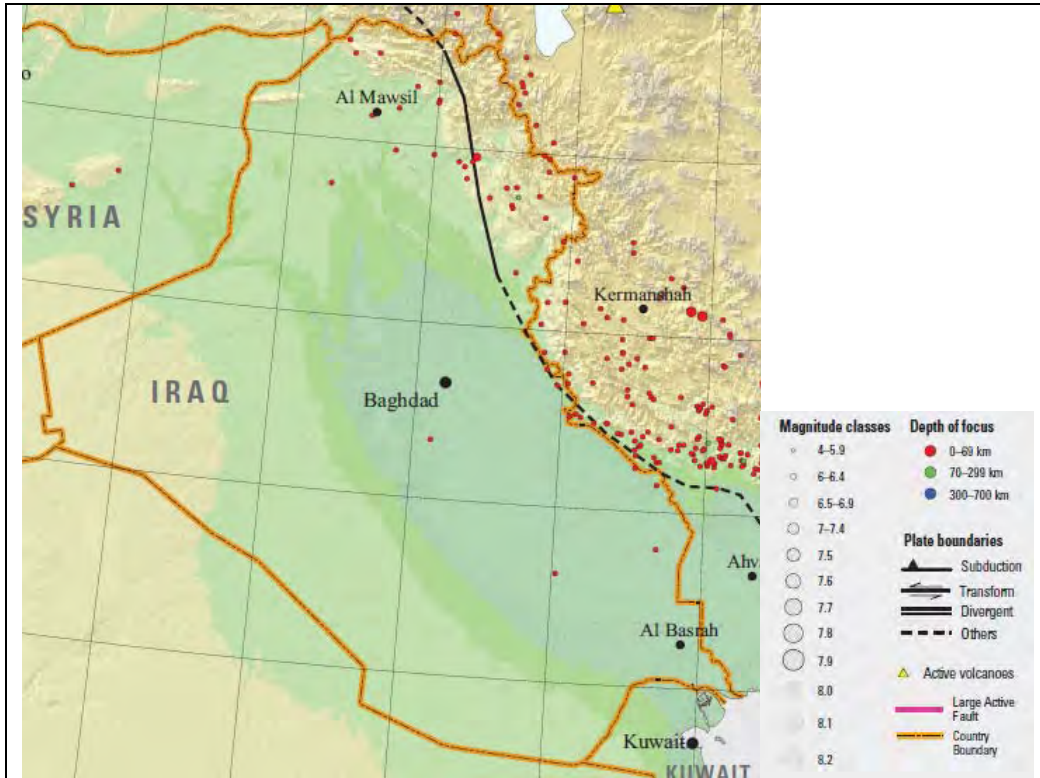 o
Al Mawsil
SYRIA
Kermanshah
IRAQ
Baghdad
Ahv
Al Basrah
Kuwait
KUWAIT
Magnitude classes
4–5.9
6–6.4
6.5–6.9
7–7.4
7.5
7.6
7.7
7.8
7.9
8.0
8.1
8.2
Depth of focus
0–69 km
70–299 km
300–700 km
Plate boundaries
Subduction
Transform
Divergent
Others
Active volcanoes
Large Active
Fault
Country
Boundary